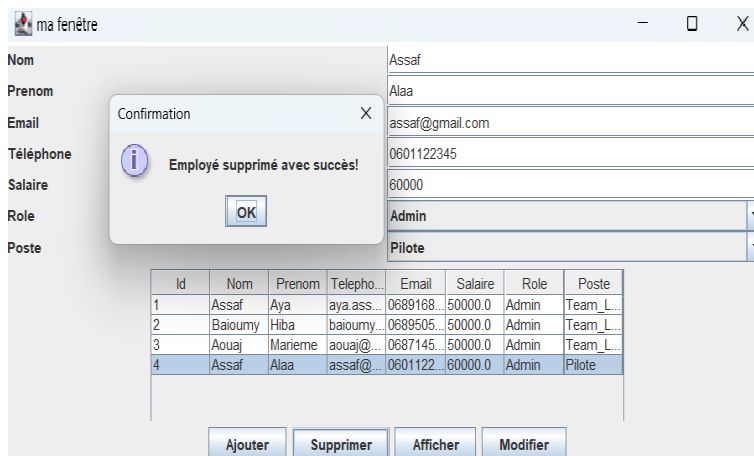 ma fenêtre
Nom Assaf
Prenom Alaa
Email assaf@gmail.com
Téléphone 0601122345
Salaire 60000
Role Admin
Poste Pilote
Confirmation
Employé supprimé avec succès!
OK
Id Nom Prenom Telepho... Email Salaire Role Poste
1 Assaf Aya aya.ass... 0689168... 50000.0 Admin Team_L...
2 Baioumy Hiba baioumy... 0689505... 50000.0 Admin Team_L...
3 Aouaj Marieme aouaj@... 0687145... 50000.0 Admin Team_L...
4 Assaf Alaa assaf@... 0601122... 60000.0 Admin Pilote
Ajouter Supprimer Afficher Modifier